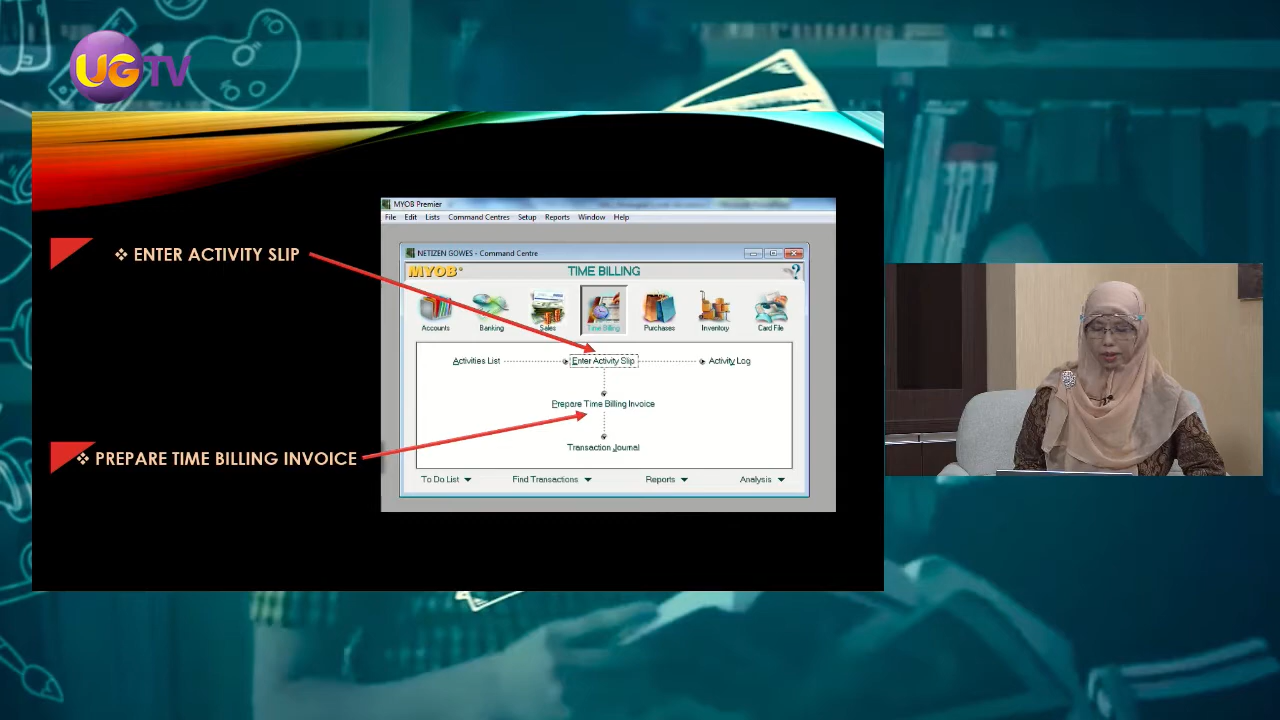 UGTV
❖ ENTER ACTIVITY SLIP
❖ PREPARE TIME BILLING INVOICE
MYOB Premier
File Edit Lists Command Centres Setup Reports Window Help
NETIZEN GOWES - Command Centre
MYOB TIME BILLING
Accounts Banking Sales Time Billing Purchases Inventory Card File
Activities List Enter Activity Slip Activity Log
Prepare Time Billing Invoice
Transaction Journal
To Do List Find Transactions Reports Analysis